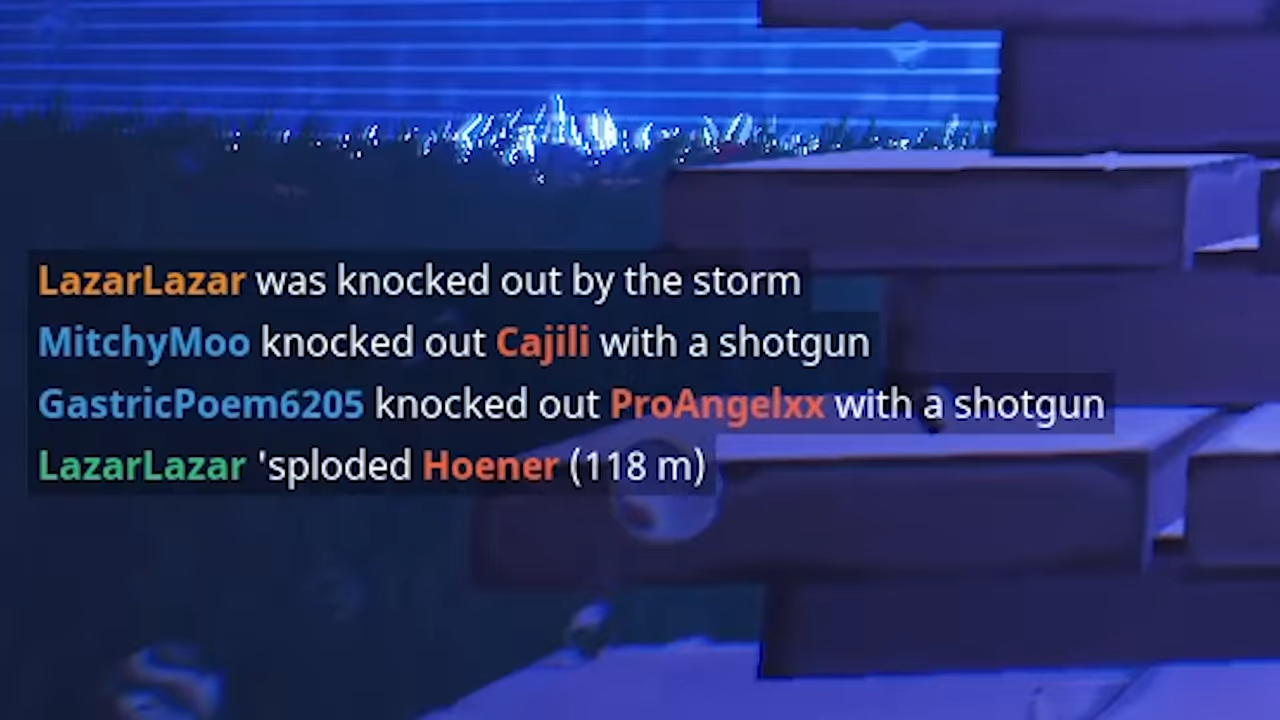 LazarLazar was knocked out by the storm
MitchyMoo knocked out Cajili with a shotgun
GastricPoem6205 knocked out ProAngelxx with a shotgun
LazarLazar 'sploded Hoener (118 m)